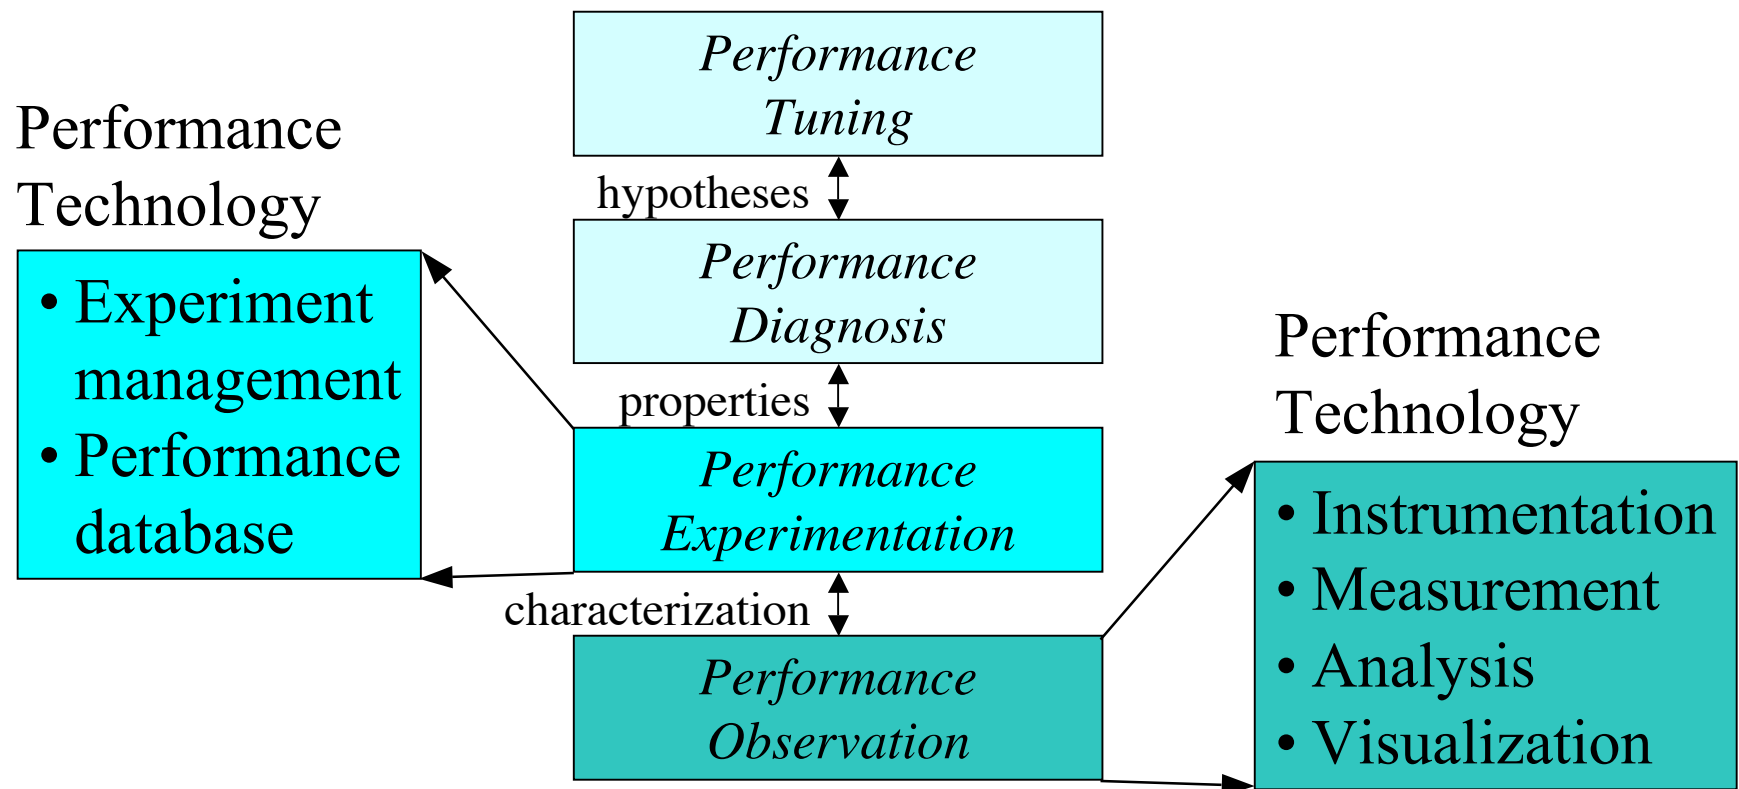 Performance
Technology
• Experiment
management
• Performance
database
Performance
Tuning
hypotheses
Performance
Diagnosis
properties
Performance
Experimentation
characterization
Performance
Observation
Performance
Technology
• Instrumentation
• Measurement
• Analysis
• Visualization